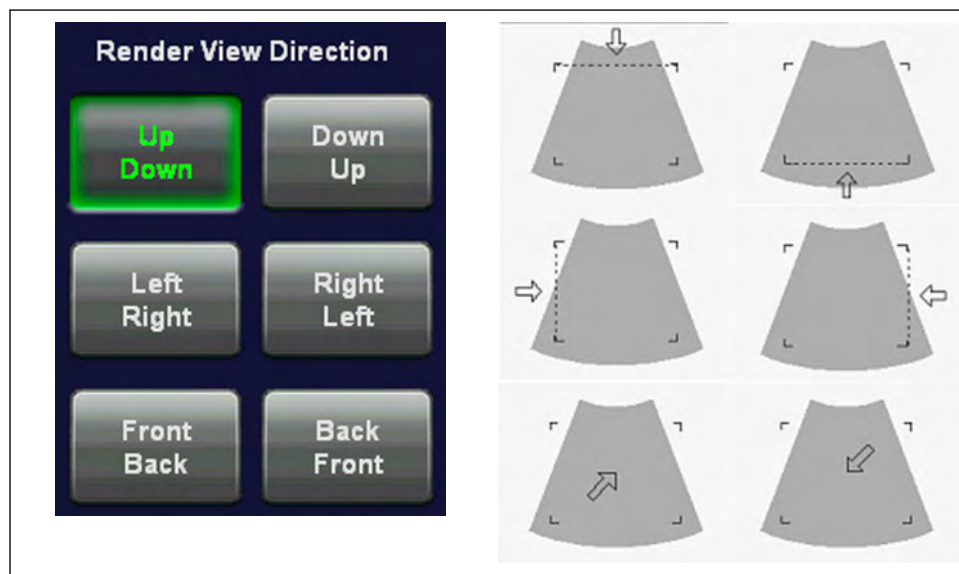 Render View Direction
Up
Down
Down
Up
Left
Right
Right
Left
Front
Back
Back
Front